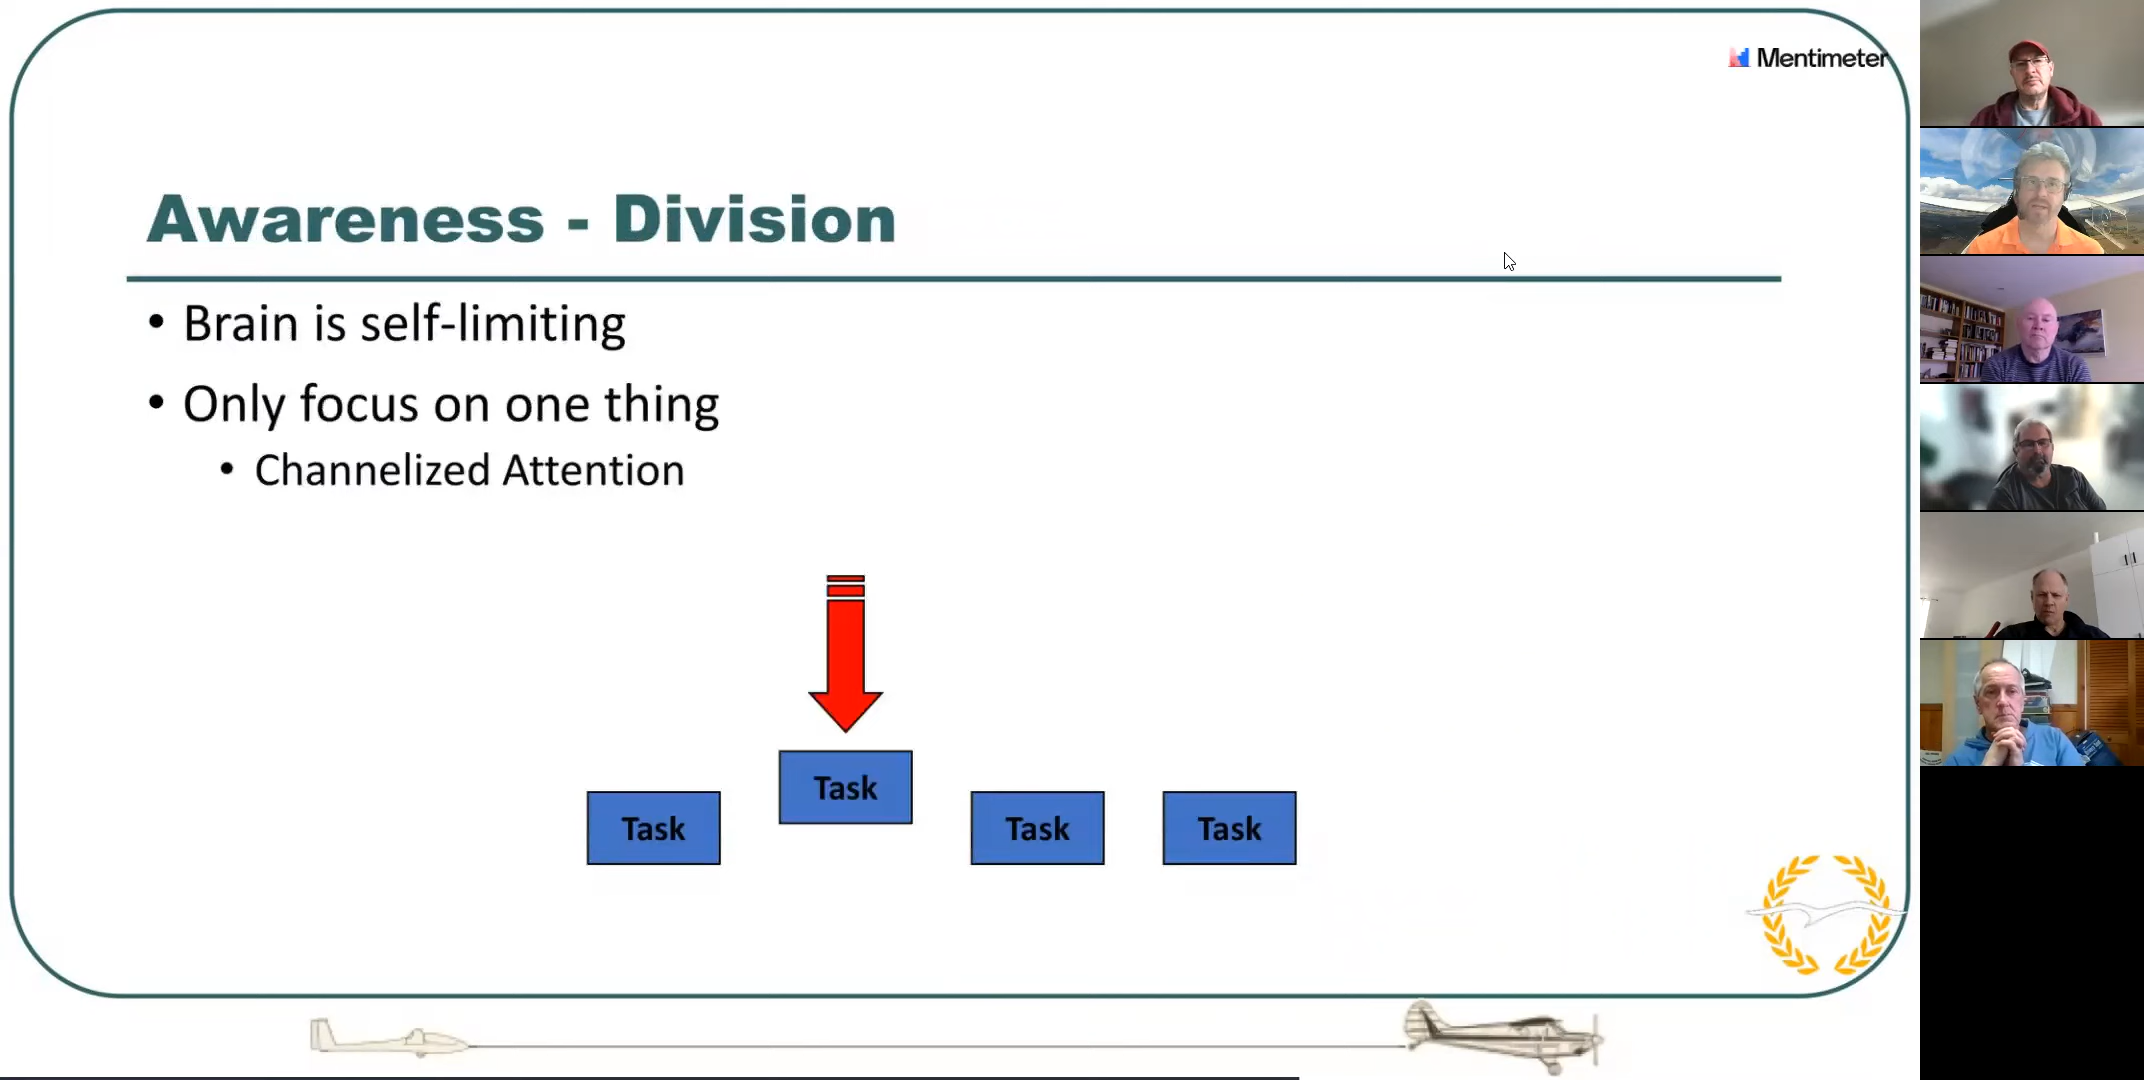 Mentimeter
Awareness - Division
• Brain is self-limiting
• Only focus on one thing
• Channelized Attention
Task
Task
Task
Task